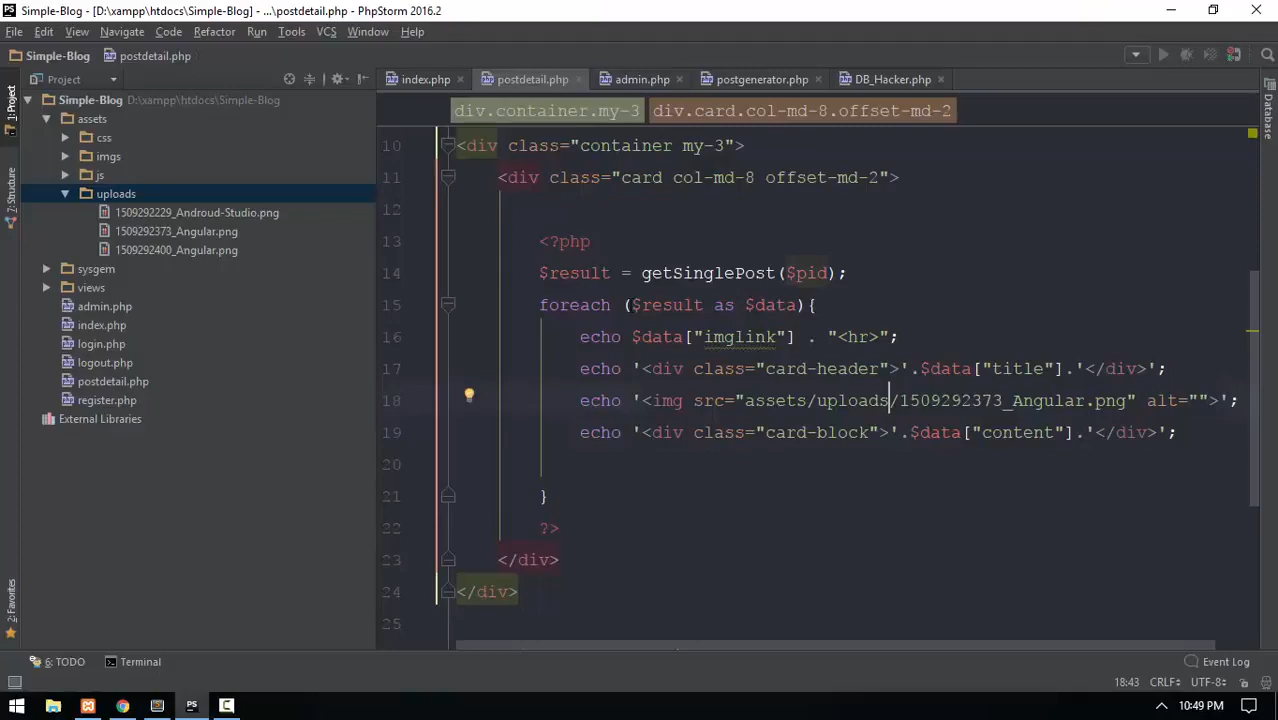 Simple-Blog - [D:\xampp\htdocs\Simple-Blog] - ...\postdetail.php - PhpStorm 2016.2
File Edit View Navigate Code Refactor Run Tools VCS Window Help
Simple-Blog postdetail.php
Project
index.php postdetail.php admin.php postgenerator.php DB_Hacker.php
1: Project
7: Structure
2: Favorites
Database
Simple-Blog D:\xampp\htdocs\Simple-Blog
assets
css
imgs
js
uploads
1509292229_Androud-Studio.png
1509292373_Angular.png
1509292400_Angular.png
sysgem
views
admin.php
index.php
login.php
logout.php
postdetail.php
register.php
External Libraries
div.container.my-3 div.card.col-md-8.offset-md-2
10 <div class="container my-3">
11 <div class="card col-md-8 offset-md-2">
12
13 <?php
14 $result = getSinglePost($pid);
15 foreach ($result as $data){
16 echo $data["imglink"] . "<hr>";
17 echo '<div class="card-header">'.$data["title"].'</div>';
18 echo '<img src="assets/uploads/1509292373_Angular.png" alt="">';
19 echo '<div class="card-block">'.$data["content"].'</div>';
20
21 }
22 ?>
23 </div>
24 </div>
25
6: TODO Terminal Event Log
18:43 CRLF÷ UTF-8÷
10:49 PM